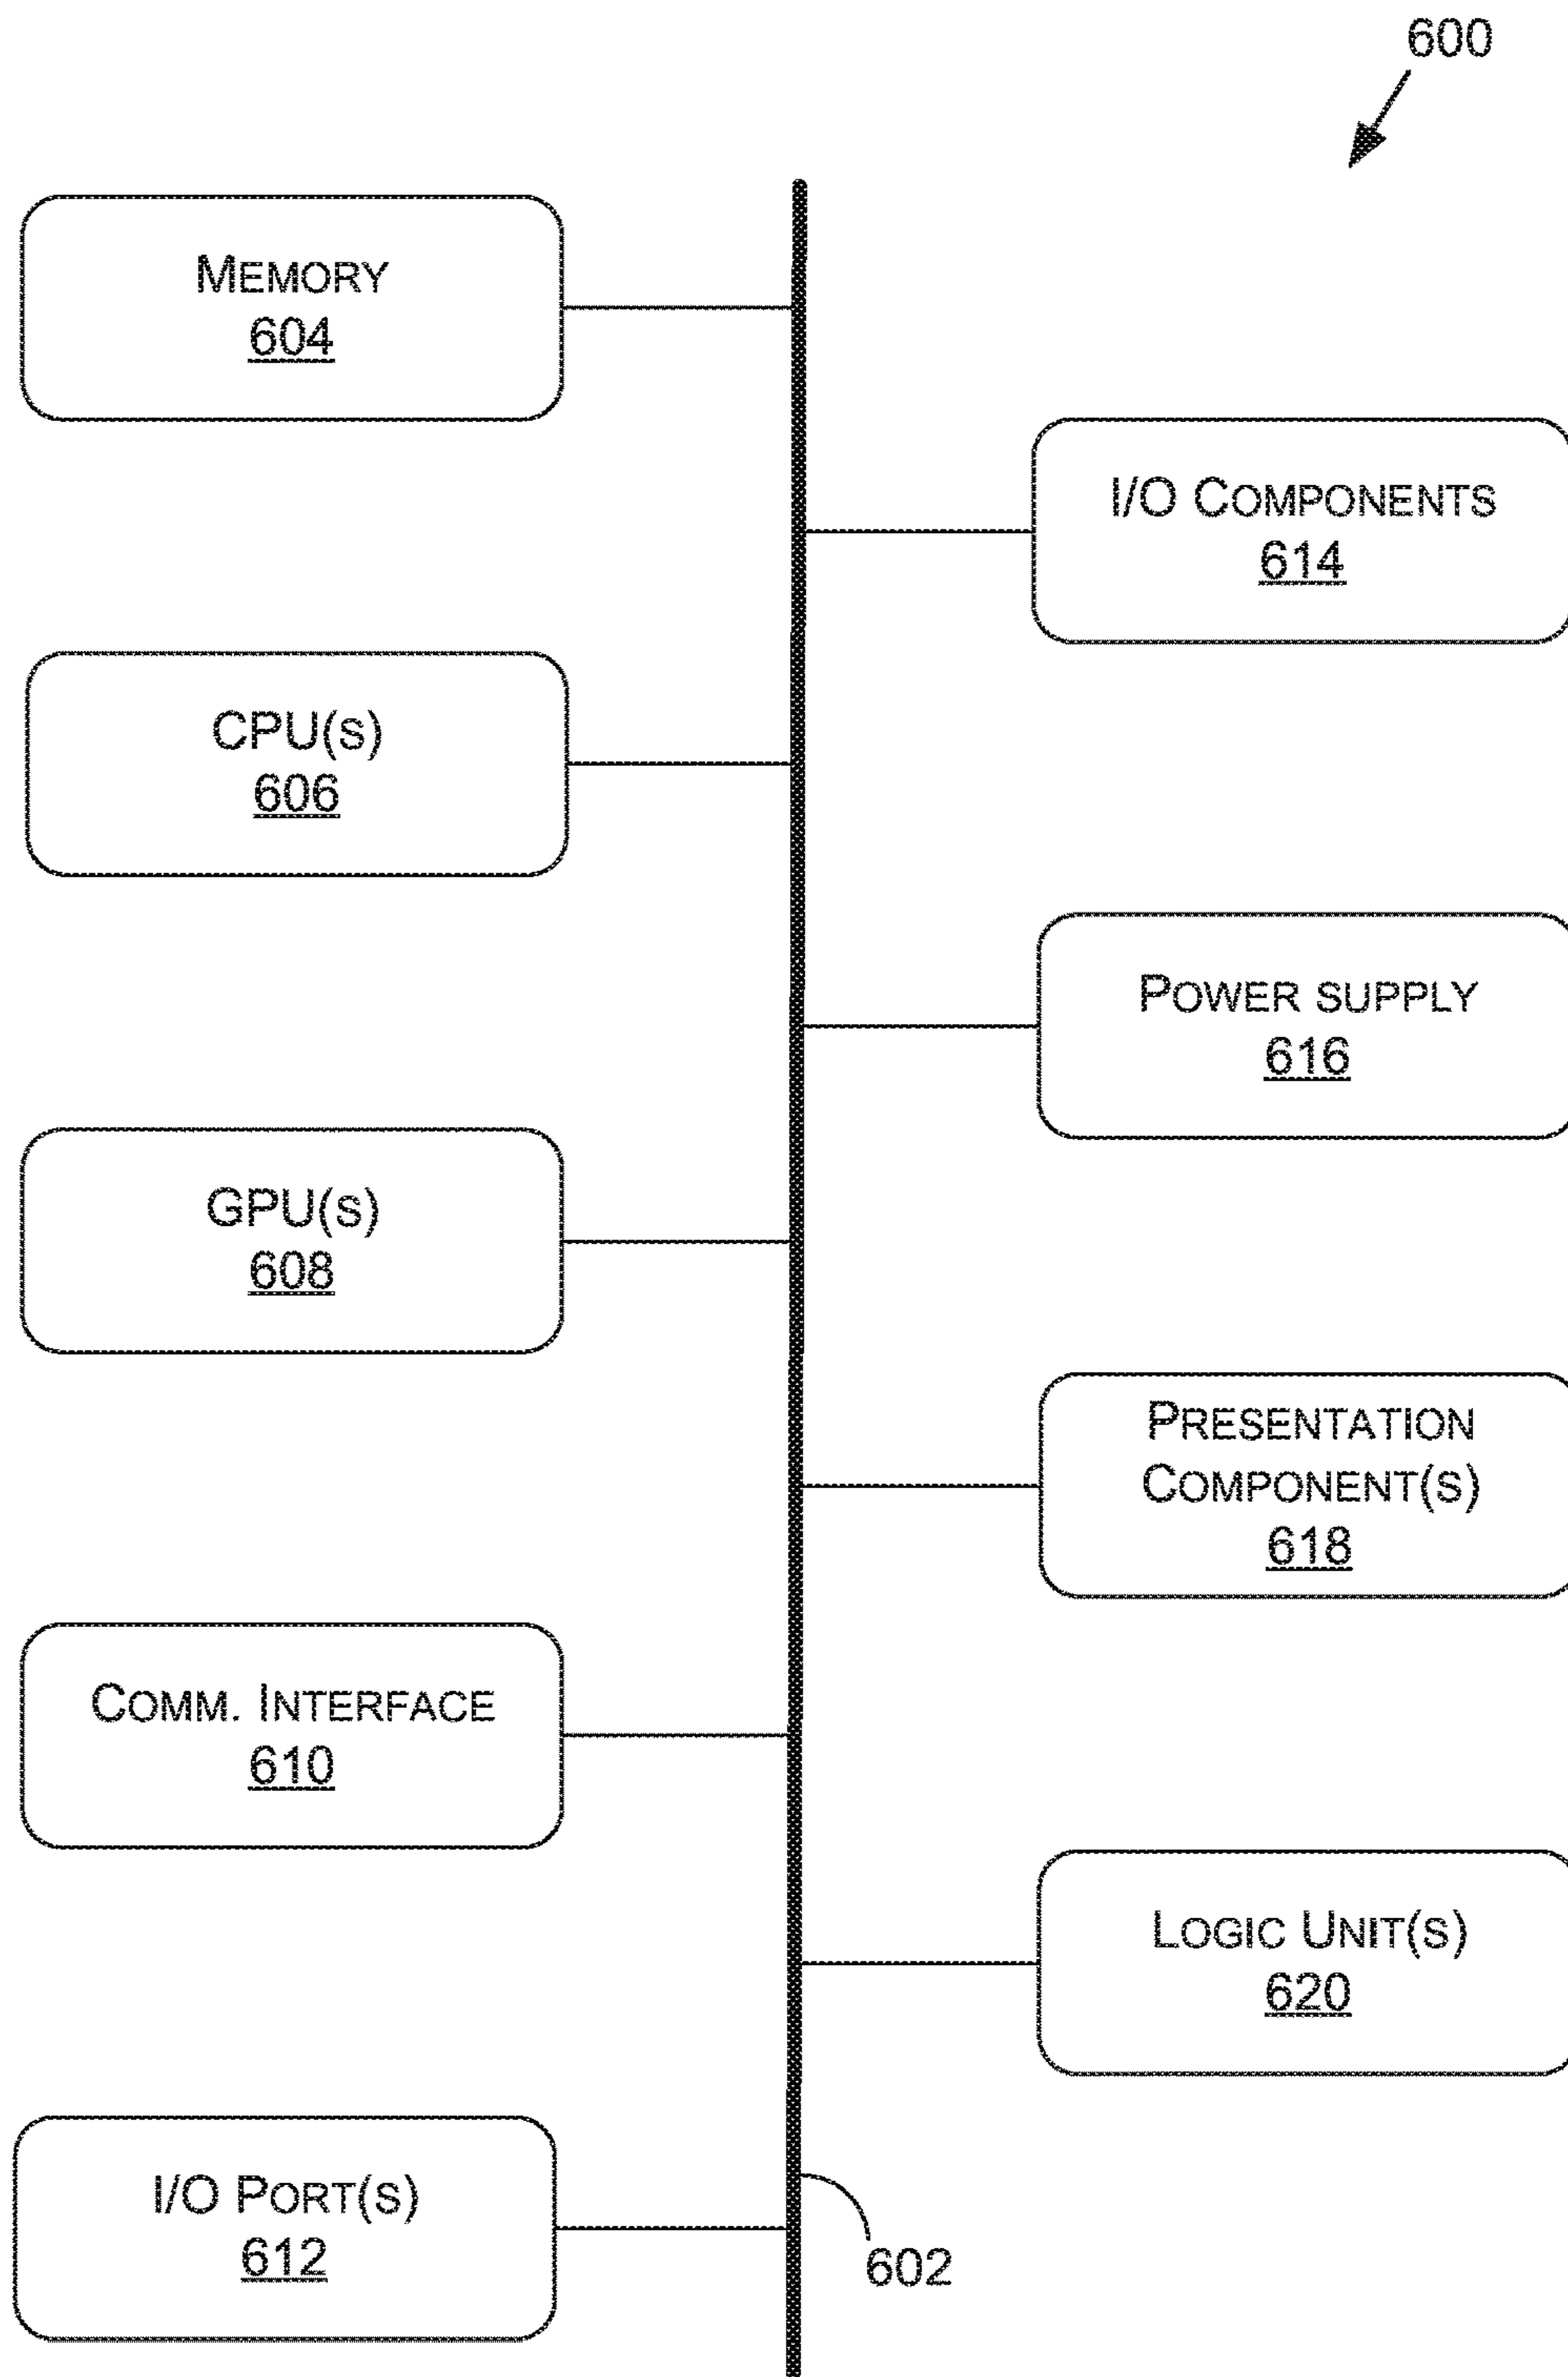 600
MEMORY
604
I/O COMPONENTS
614
CPU(S)
606
POWER SUPPLY
616
GPU(S)
608
PRESENTATION
COMPONENT(S)
618
COMM. INTERFACE
610
LOGIC UNIT(S)
620
I/O PORT(S)
612
602